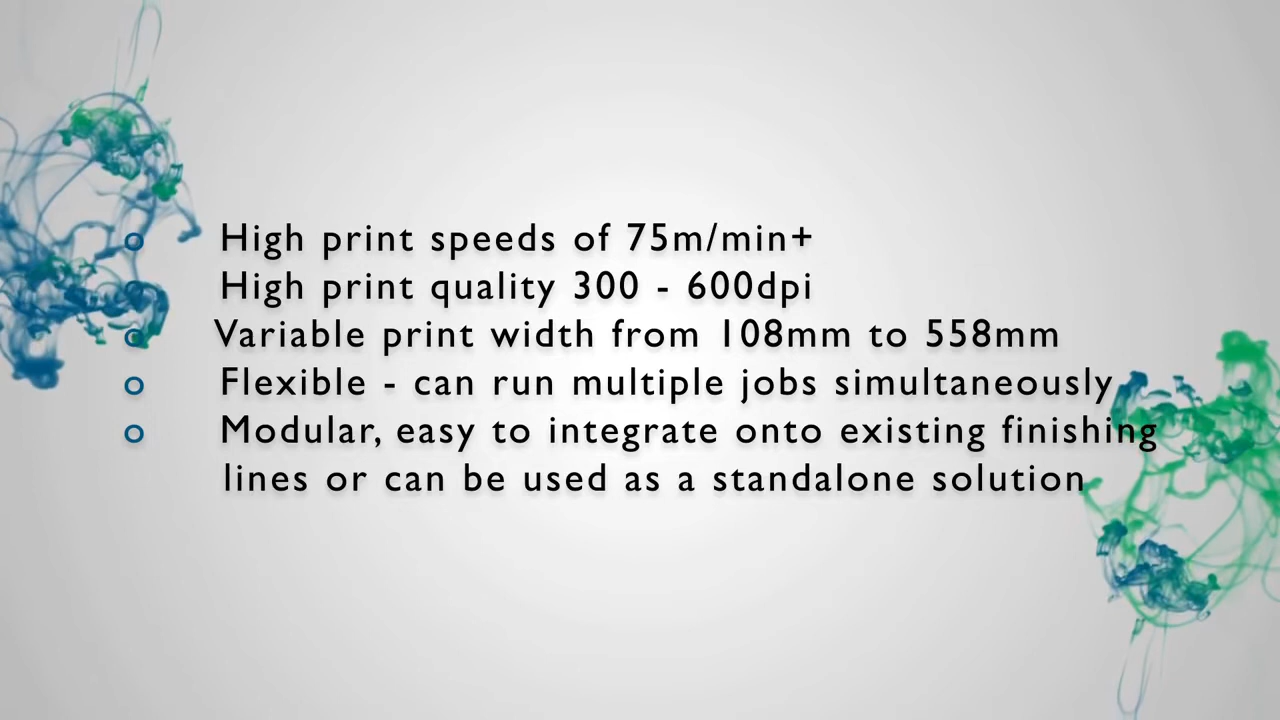 o High print speeds of 75m/min+
o High print quality 300 - 600dpi
o Variable print width from 108mm to 558mm
o Flexible - can run multiple jobs simultaneously
o Modular, easy to integrate onto existing finishing
lines or can be used as a standalone solution